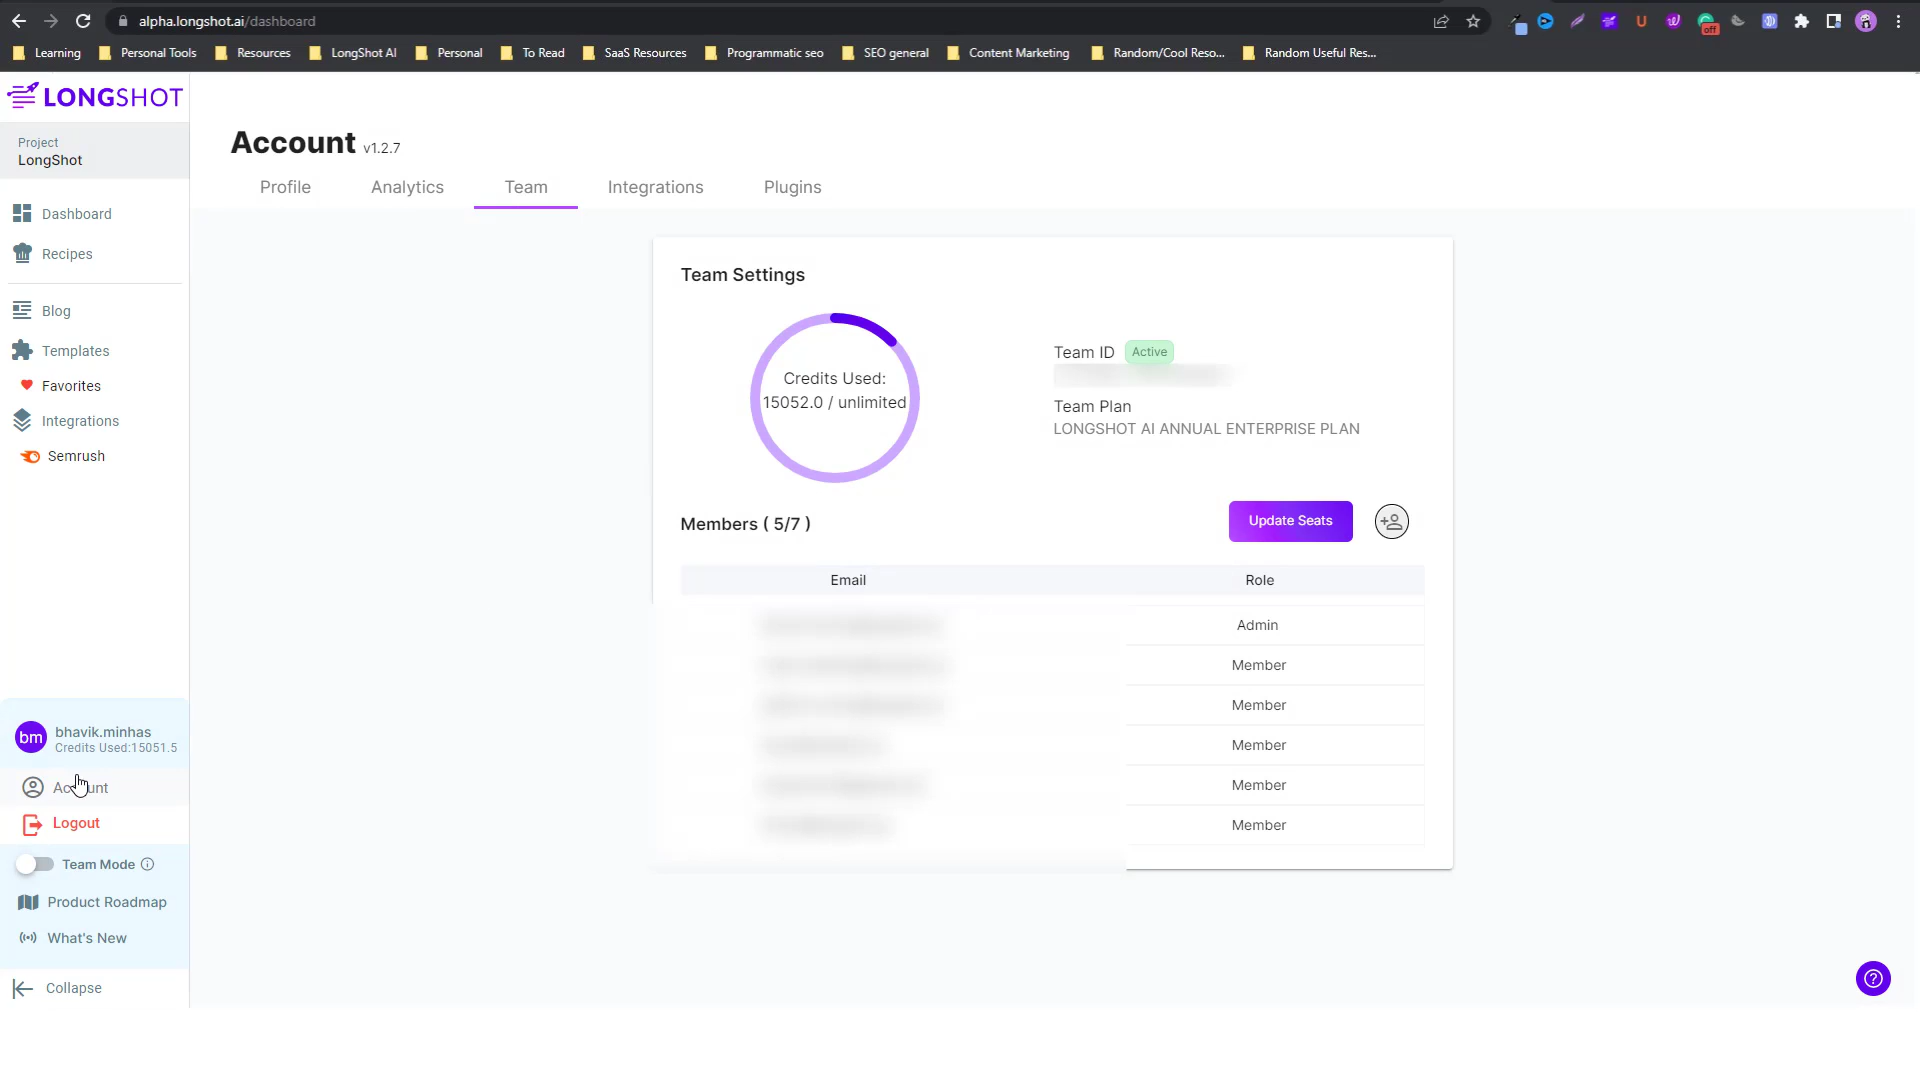 alpha.longshot.ai/dashboard
off
Learning
Personal Tools
Resources
LongShot AI
Personal
To Read
SaaS Resources
Programmatic seo
SEO general
Content Marketing
Random/Cool Reso...
Random Useful Res...
LONGSHOT
Project
LongShot
Dashboard
Recipes
Blog
Templates
Favorites
Integrations
Semrush
bm
bhavik.minhas
Credits Used:15051.5
Account
Logout
Team Mode
Product Roadmap
What's New
Collapse
Account v1.2.7
Profile
Analytics
Team
Integrations
Plugins
Team Settings
Credits Used:
15052.0 / unlimited
Team ID Active
Team Plan
LONGSHOT AI ANNUAL ENTERPRISE PLAN
Members ( 5/7 )
Update Seats
Email
Role
Admin
Member
Member
Member
Member
Member